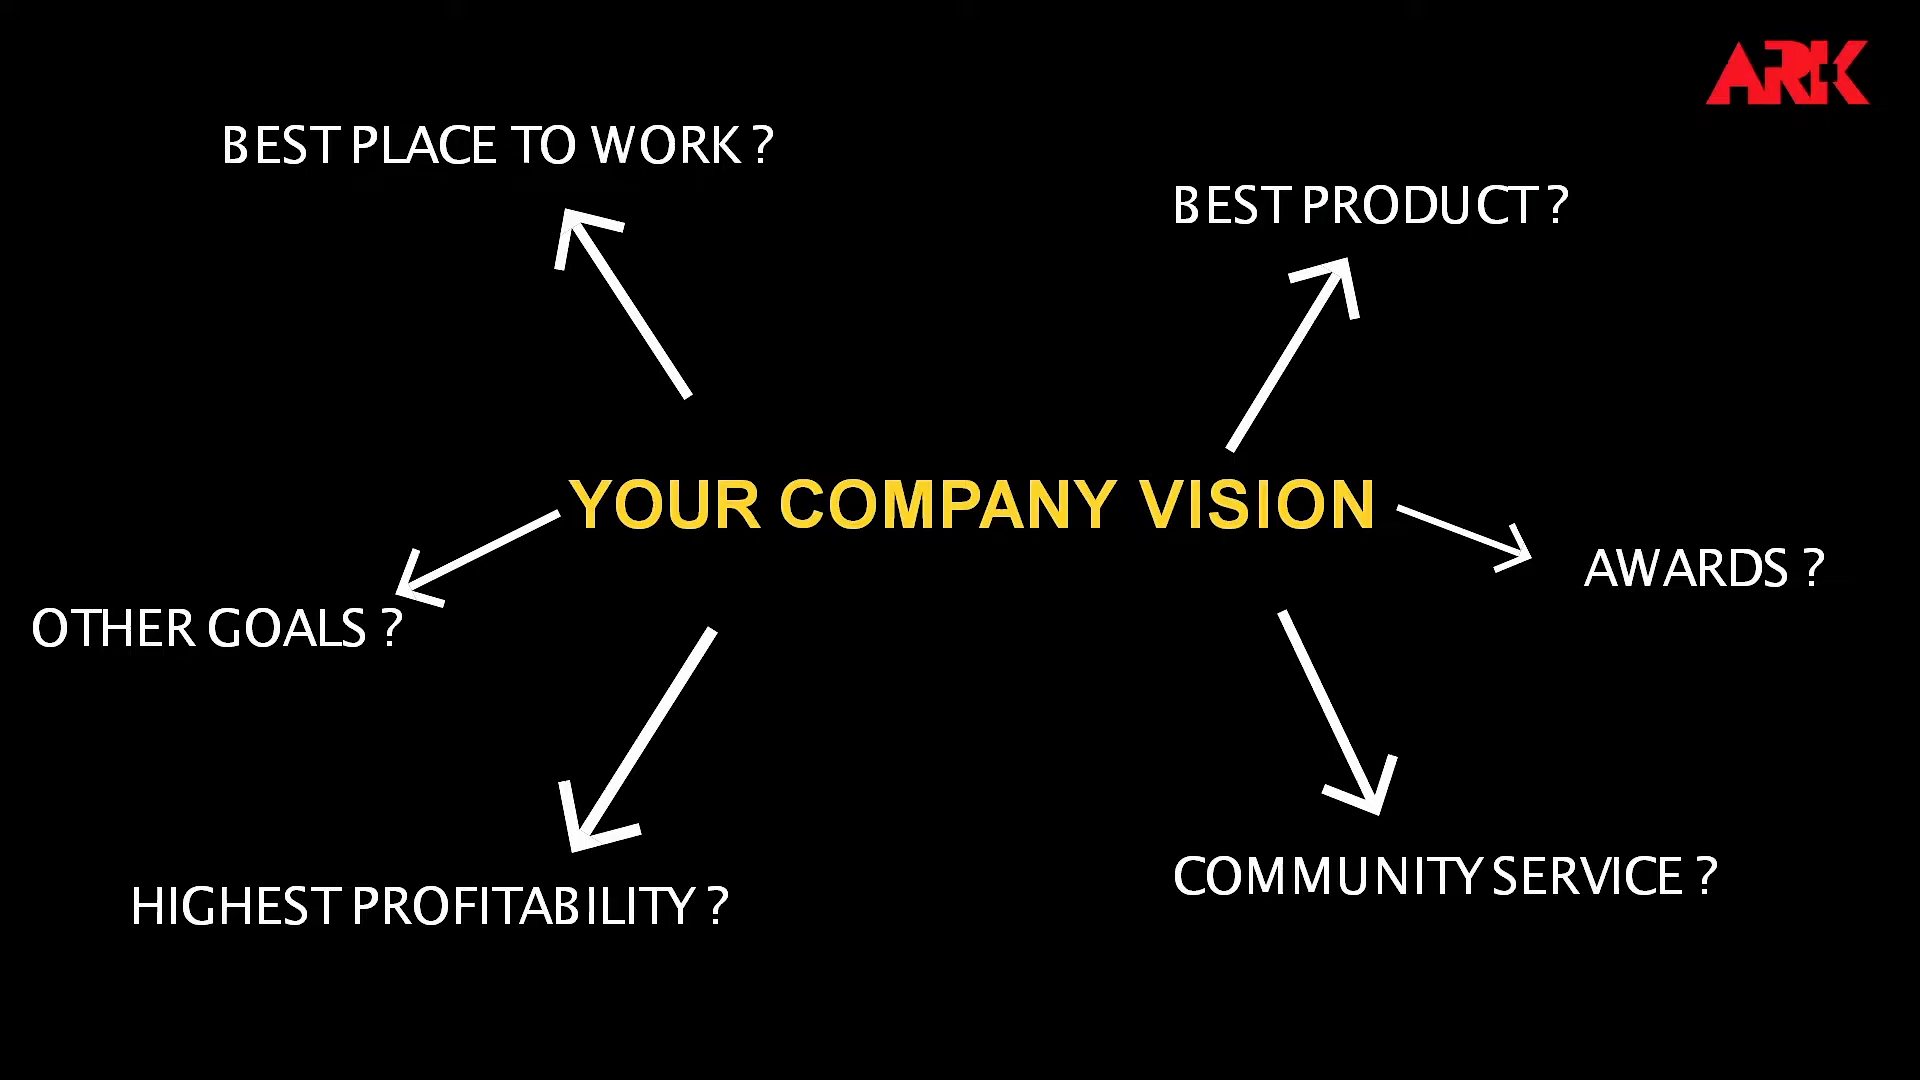 ARK
BEST PLACE TO WORK ?
BEST PRODUCT ?
YOUR COMPANY VISION
AWARDS ?
OTHER GOALS ?
COMMUNITY SERVICE ?
HIGHEST PROFITABILITY ?